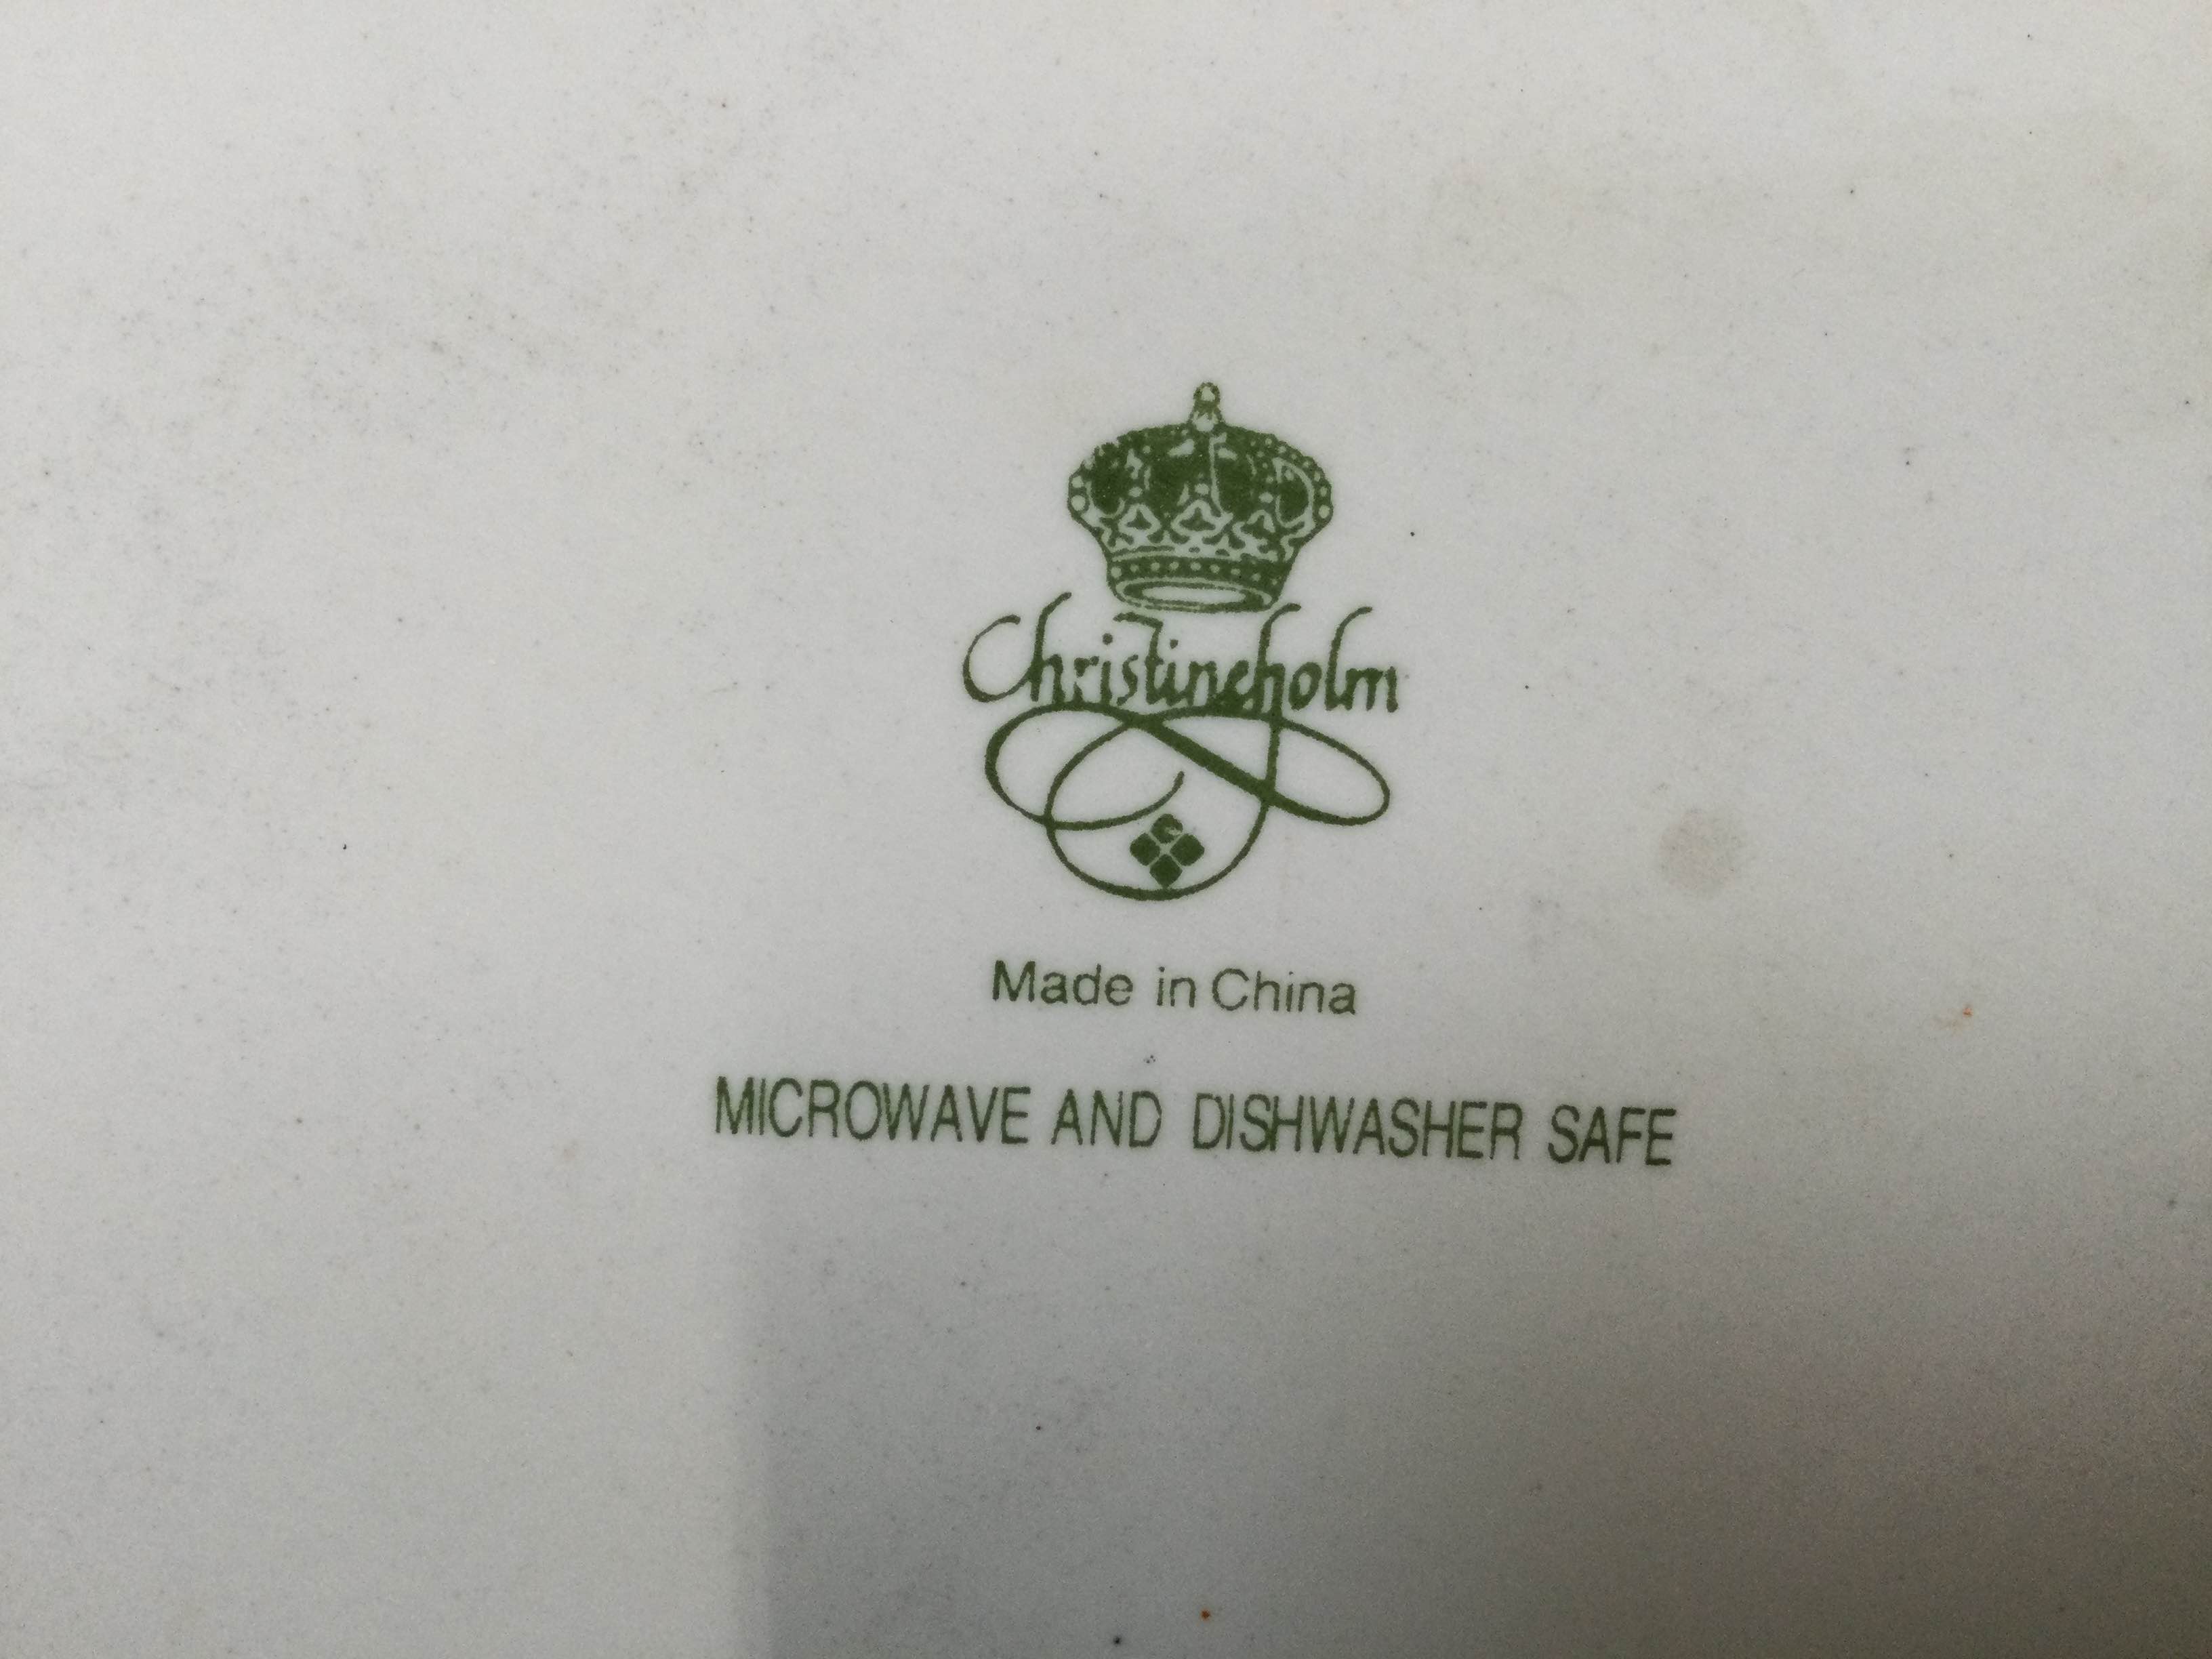 Christineholm
Made in China
MICROWAVE AND DISHWASHER SAFE